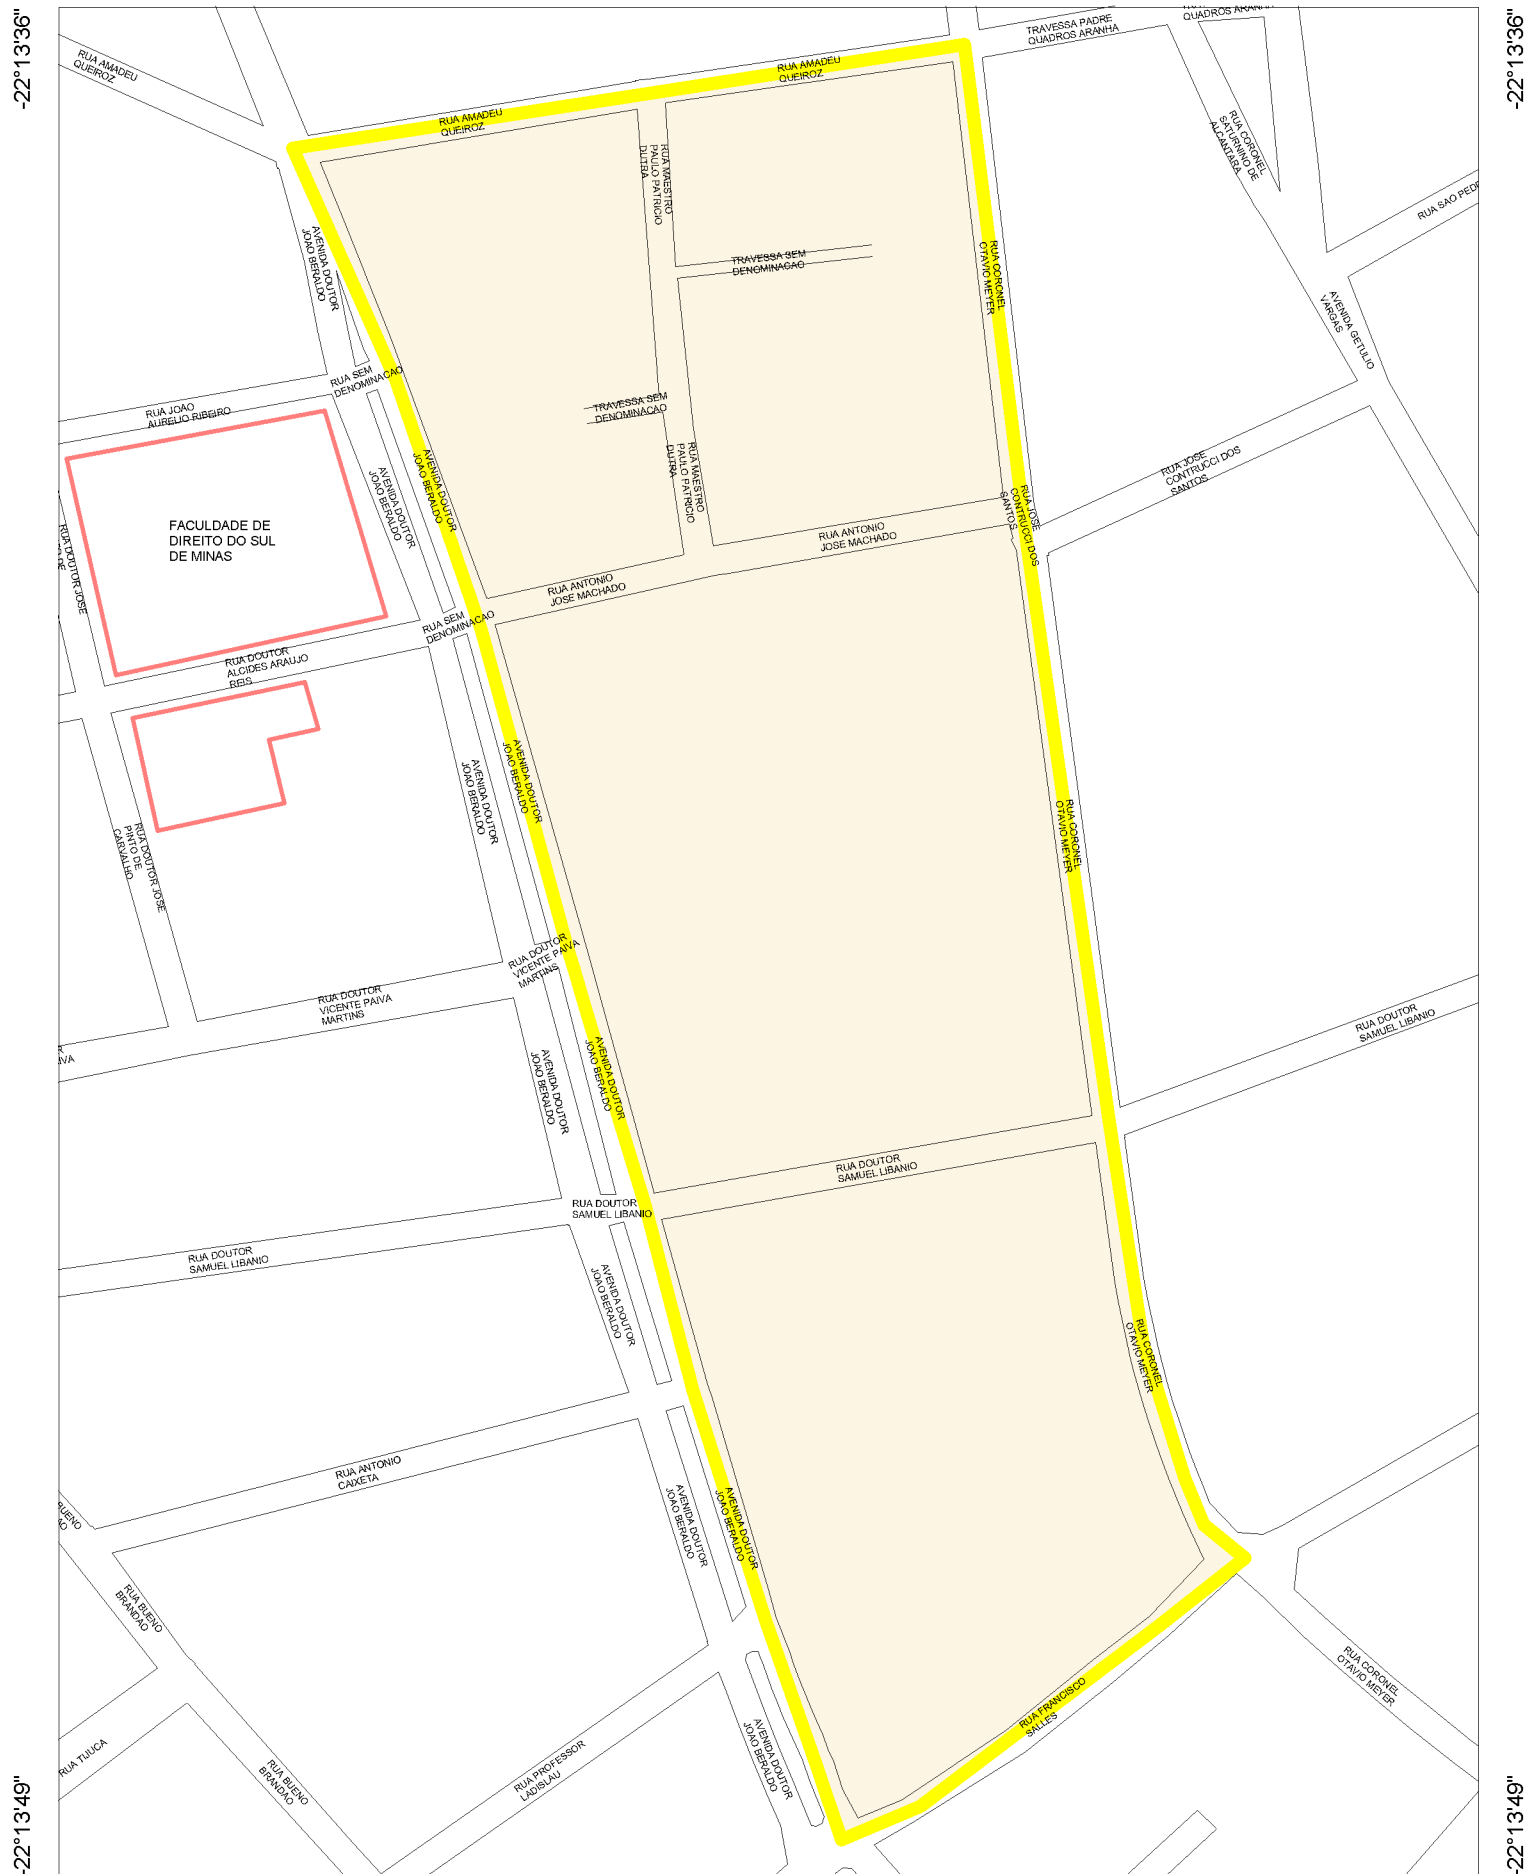 -22°13'36"
-22°13'36"
TRAVESSA PADRE
QUADROS ARANHA
RUA AMADEU
QUEIROZ
RUA AMADEU
QUEIROZ
RUA AMADEU
QUEIROZ
RUA CORONEL
SATURNINO DE
ALCANTARA
RUA MAESTRO
PAULO PATRICIO
DUTRA
RUA SAO
AVENIDA DOUTOR
JOAO BERALDO
TRAVESSA SEM
DENOMINACAO
RUA CORONEL
OTAVIO MEYER
AVENIDA GETULIO
VARGAS
RUA SEM
DENOMINACAO
RUA JOAO
AURELIO RIBEIRO
TRAVESSA SEM
DENOMINACAO
AVENIDA DOUTOR
JOAO BERALDO
AVENIDA DOUTOR
JOAO BERALDO
RUA MAESTRO
PAULO PATRICIO
DUTRA
RUA JOSE
CONTRUCCI DOS
SANTOS
RUA JOSE
CONTRUCCI DOS
SANTOS
FACULDADE DE
DIREITO DO SUL
DE MINAS
RUA ANTONIO
JOSE MACHADO
RUA DOUTOR JOSE
RUA ANTONIO
JOSE MACHADO
RUA SEM
DENOMINACAO
RUA DOUTOR
ALCIDES ARAUJO
REIS
AVENIDA DOUTOR
JOAO BERALDO
AVENIDA DOUTOR
JOAO BERALDO
RUA CORONEL
OTAVIO MEYER
RUA DOUTOR JOSE
PINTO DE
CARVALHO
RUA DOUTOR
VICENTE PAIVA
MARTINS
RUA DOUTOR
VICENTE PAIVA
MARTINS
RUA DOUTOR
SAMUEL LIBANIO
AVENIDA DOUTOR
JOAO BERALDO
AVENIDA DOUTOR
JOAO BERALDO
RUA DOUTOR
SAMUEL LIBANIO
RUA DOUTOR
SAMUEL LIBANIO
RUA DOUTOR
SAMUEL LIBANIO
AVENIDA DOUTOR
JOAO BERALDO
RUA CORONEL
OTAVIO MEYER
RUA ANTONIO
CAIXETA
AVENIDA DOUTOR
JOAO BERALDO
AVENIDA DOUTOR
JOAO BERALDO
BUENO
RUA BUENO
BRANDAO
RUA CORONEL
OTAVIO MEYER
RUA FRANCISCO
SALLES
AVENIDA DOUTOR
JOAO BERALDO
RUA TIJUCA
RUA PROFESSOR
LADISLAU
RUA BUENO
BRANDAO
-22°13'49"
-22°13'49"